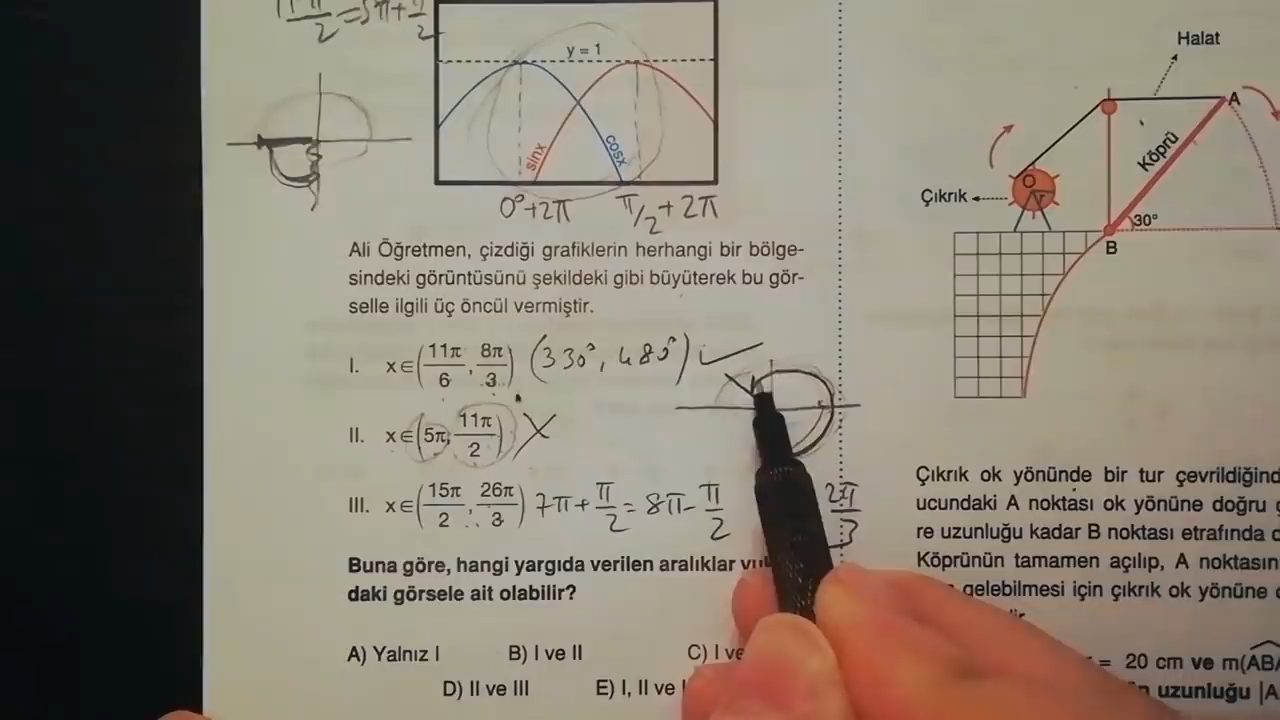 y = 1
sinx
cosx
0°+2π
π/2+2π
Ali Öğretmen, çizdiği grafiklerin herhangi bir bölge-
sindeki görüntüsünü şekildeki gibi büyüterek bu gör-
selle ilgili üç öncül vermiştir.
I. x∈(11π/6, 8π/3) (330°, 480°) ✓
II. x∈(5π, 11π/2) X
III. x∈(15π/2, 26π/3) 7π+π/2=8π-π/2
2π/3
Buna göre, hangi yargıda verilen aralıklar
daki görsele ait olabilir?
A) Yalnız I B) I ve II C) I ve
D) II ve III E) I, II ve
Halat
A
Köprü
O
r
Çıkrık
30°
B
Çıkrık ok yönünde bir tur çevrildiğind
ucundaki A noktası ok yönüne doğru
re uzunluğu kadar B noktası etrafında
Köprünün tamamen açılıp, A noktasın
gelebilmesi için çıkrık ok yönüne
= 20 cm ve m(AB
uzunluğu |A